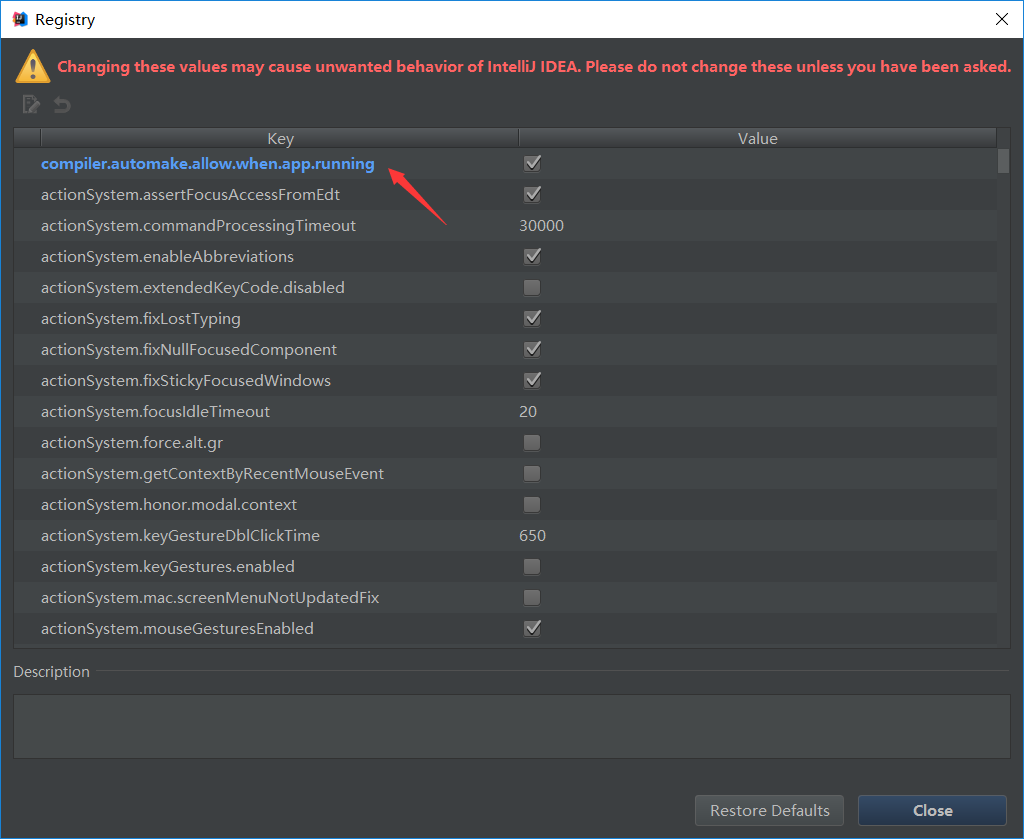 Registry
Changing these values may cause unwanted behavior of IntelliJ IDEA. Please do not change these unless you have been asked.
Key Value
compiler.automake.allow.when.app.running
actionSystem.assertFocusAccessFromEdt
actionSystem.commandProcessingTimeout 30000
actionSystem.enableAbbreviations
actionSystem.extendedKeyCode.disabled
actionSystem.fixLostTyping
actionSystem.fixNullFocusedComponent
actionSystem.fixStickyFocusedWindows
actionSystem.focusIdleTimeout 20
actionSystem.force.alt.gr
actionSystem.getContextByRecentMouseEvent
actionSystem.honor.modal.context
actionSystem.keyGestureDblClickTime 650
actionSystem.keyGestures.enabled
actionSystem.mac.screenMenuNotUpdatedFix
actionSystem.mouseGesturesEnabled
Description
Restore Defaults Close